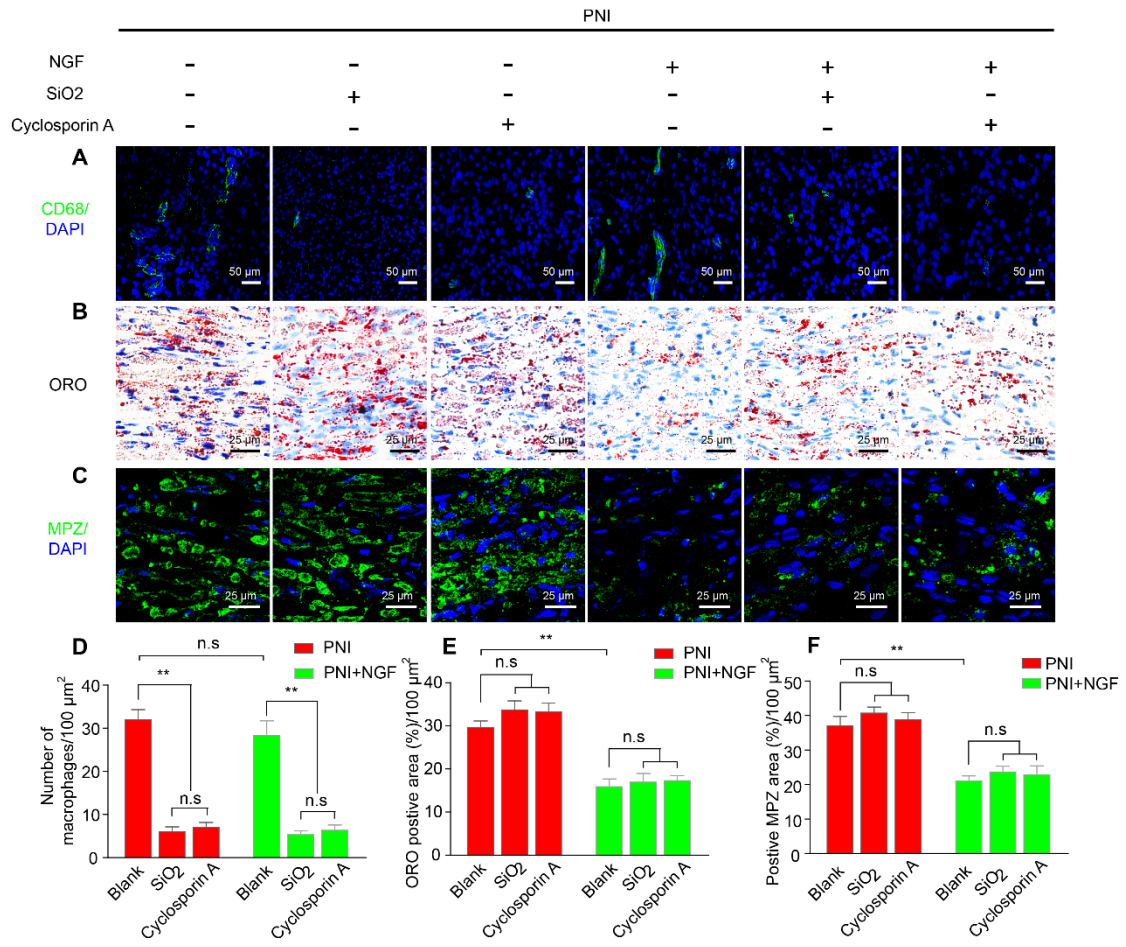 PNI
NGF - - - + + +
SiO2 - + - - + -
Cyclosporin A - - + - - +
A
CD68/
DAPI
50 µm 50 µm 50 µm 50 µm 50 µm 50 µm
B
ORO
25 µm 25 µm 25 µm 25 µm 25 µm 25 µm
C
MPZ/
DAPI
25 µm 25 µm 25 µm 25 µm 25 µm 25 µm
D
n.s
PNI
PNI+NGF
**
**
n.s
n.s
Number of
macrophages/100 µm²
40
30
20
10
0
Blank
SiO₂
Cyclosporin A
Blank
SiO₂
Cyclosporin A
E
**
PNI
PNI+NGF
n.s
n.s
ORO postive area (%)/100 µm²
40
30
20
10
0
Blank
SiO₂
Cyclosporin A
Blank
SiO₂
Cyclosporin A
F
**
PNI
PNI+NGF
n.s
n.s
Postive MPZ area (%)/100 µm²
50
40
30
20
10
0
Blank
SiO₂
Cyclosporin A
Blank
SiO₂
Cyclosporin A